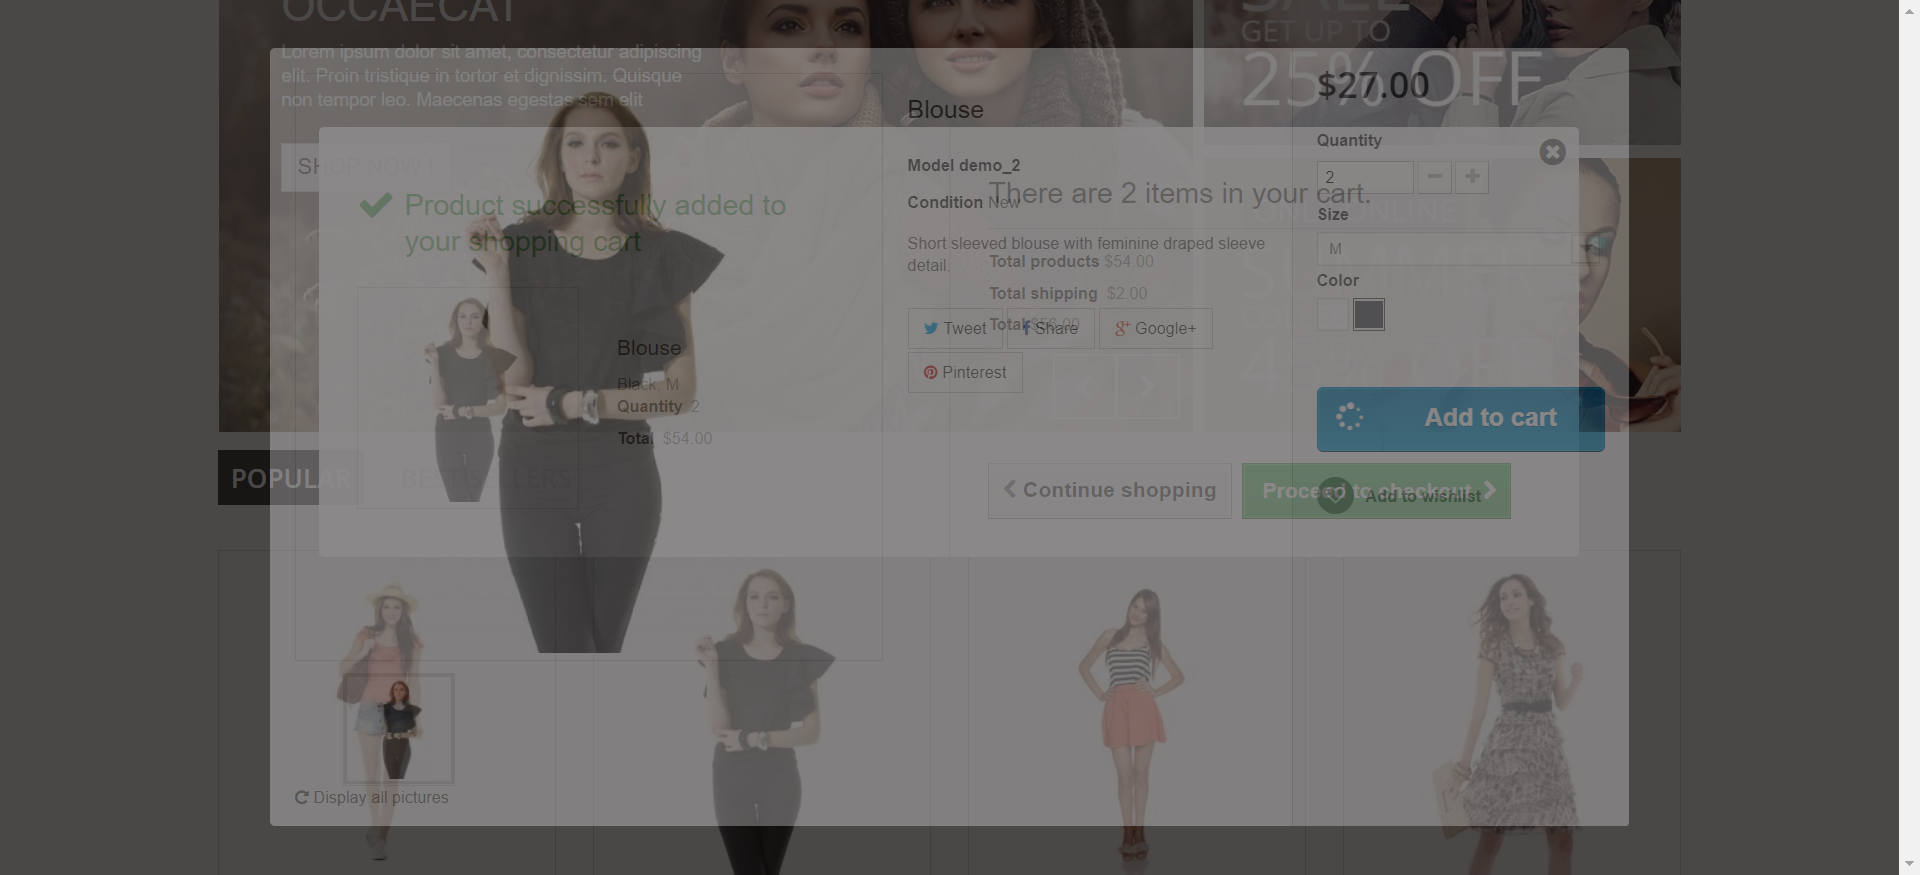 OCCAECAT
Lorem ipsum dolor sit amet, consectetur adipiscing
elit. Proin tristique in tortor et dignissim. Quisque
non tempor leo. Maecenas egestas sem elit
SHOP NOW !
SALE
GET UP TO
25% OFF
$27.00
Blouse
Quantity
2
Model demo_2
Condition New
Product successfully added to
your shopping cart
There are 2 items in your cart.
ONLINE
Size
M
SUMMER
Short sleeved blouse with feminine draped sleeve
detail.
Total products $54.00
Total shipping $2.00
Total $56.00
Color
Tweet
Share
Google+
Pinterest
Blouse
Black, M
Quantity 2
Total $54.00
Add to cart
POPULAR
BEST SELLERS
Continue shopping
Proceed to checkout
Add to wishlist
Display all pictures